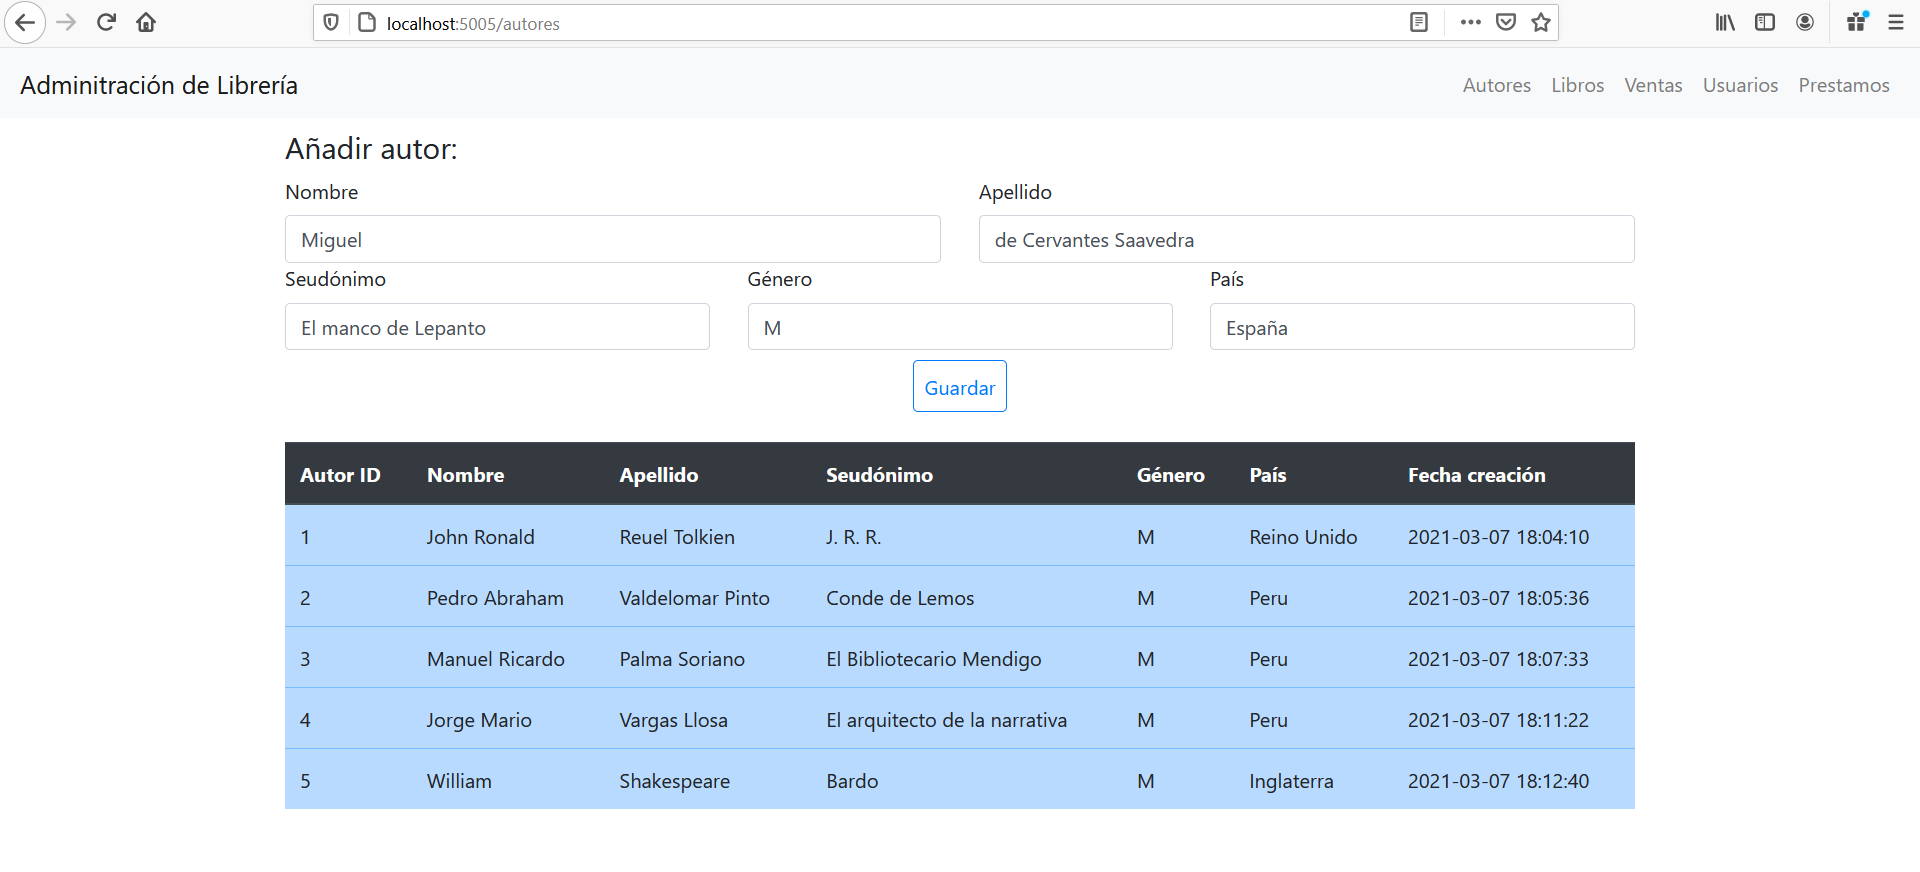 localhost:5005/autores
Adminitración de Librería
Autores Libros Ventas Usuarios Prestamos
Añadir autor:
Nombre Apellido
Miguel de Cervantes Saavedra
Seudónimo Género País
El manco de Lepanto M España
Guardar
Autor ID Nombre Apellido Seudónimo Género País Fecha creación
1 John Ronald Reuel Tolkien J. R. R. M Reino Unido 2021-03-07 18:04:10
2 Pedro Abraham Valdelomar Pinto Conde de Lemos M Peru 2021-03-07 18:05:36
3 Manuel Ricardo Palma Soriano El Bibliotecario Mendigo M Peru 2021-03-07 18:07:33
4 Jorge Mario Vargas Llosa El arquitecto de la narrativa M Peru 2021-03-07 18:11:22
5 William Shakespeare Bardo M Inglaterra 2021-03-07 18:12:40